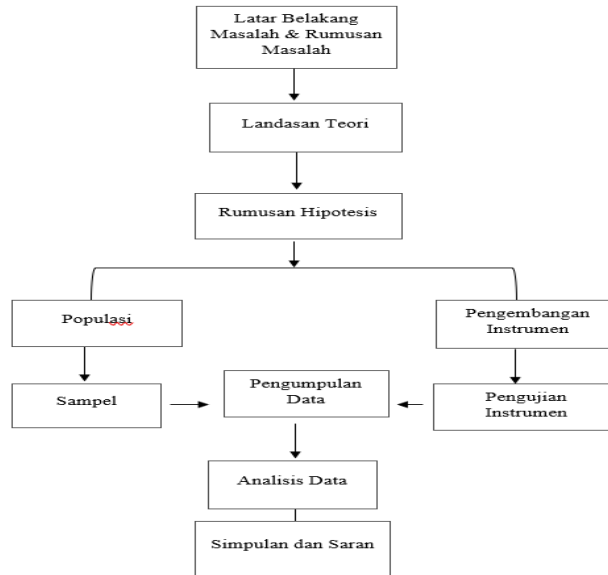 Latar Belakang
Masalah & Rumusan
Masalah
Landasan Teori
Rumusan Hipotesis
Populasi
Pengembangan
Instrumen
Sampel
Pengumpulan
Data
Pengujian
Instrumen
Analisis Data
Simpulan dan Saran